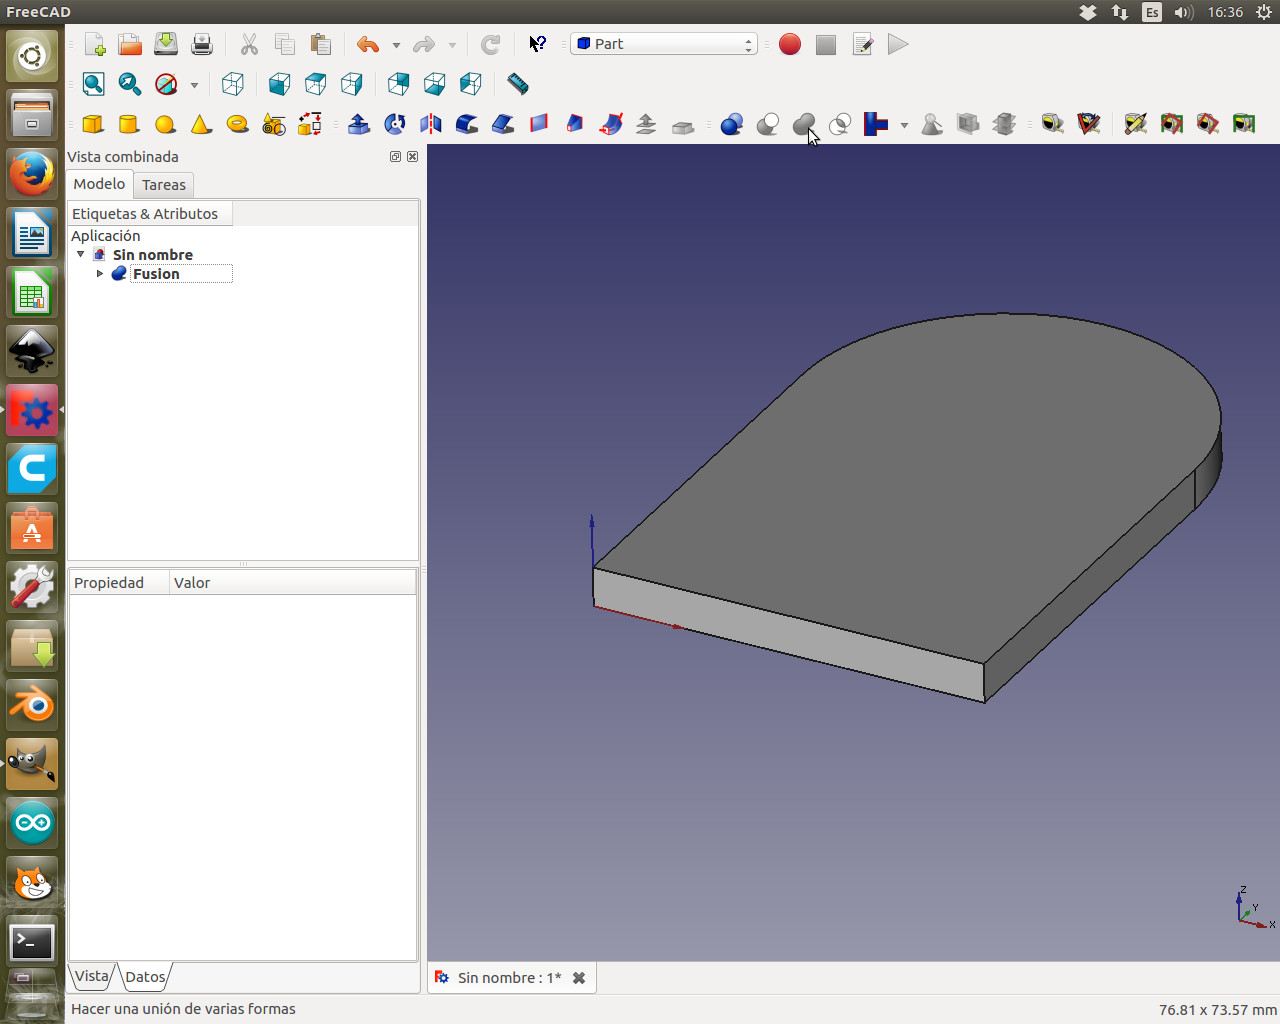 FreeCAD
Es
16:36
Part
Vista combinada
Modelo
Tareas
Etiquetas & Atributos
Aplicación
Sin nombre
Fusion
Propiedad
Valor
Z
Y
X
Vista
Datos
Sin nombre : 1*
Hacer una unión de varias formas
76.81 x 73.57 mm